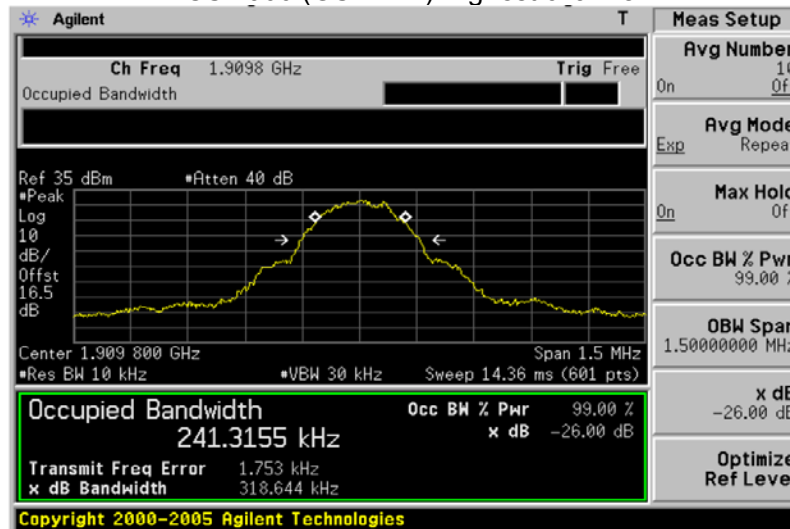 Agilent T Meas Setup
Ch Freq 1.9098 GHz Trig Free
Occupied Bandwidth
Avg Number
10
On Off
Avg Mode
Exp Repeat
Ref 35 dBm #Atten 40 dB
#Peak
Log
10
dB/
Offst
16.5
dB
Max Hold
On Off
Occ BW % Pwr
99.00 %
OBW Span
1.50000000 MHz
Center 1.909 800 GHz Span 1.5 MHz
#Res BW 10 kHz #VBW 30 kHz Sweep 14.36 ms (601 pts)
x dB
-26.00 dB
Occupied Bandwidth Occ BW % Pwr 99.00 %
241.3155 kHz x dB -26.00 dB
Transmit Freq Error 1.753 kHz
x dB Bandwidth 318.644 kHz
Optimize
Ref Level
Copyright 2000-2005 Agilent Technologies